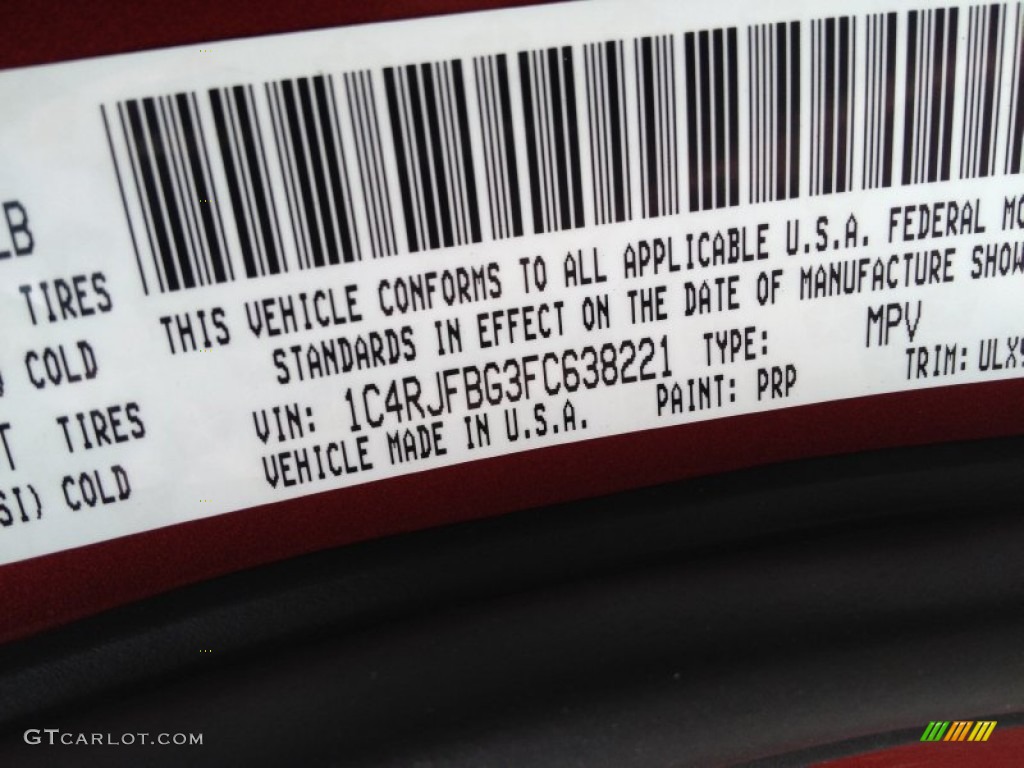 LB
TIRES
COLD
T TIRES
SI) COLD
THIS VEHICLE CONFORMS TO ALL APPLICABLE U.S.A. FEDERAL MO
STANDARDS IN EFFECT ON THE DATE OF MANUFACTURE SHOW
VIN: 1C4RJFBG3FC638221 TYPE: MPV
VEHICLE MADE IN U.S.A. PAINT: PRP TRIM: ULX9
GTCARLOT.COM